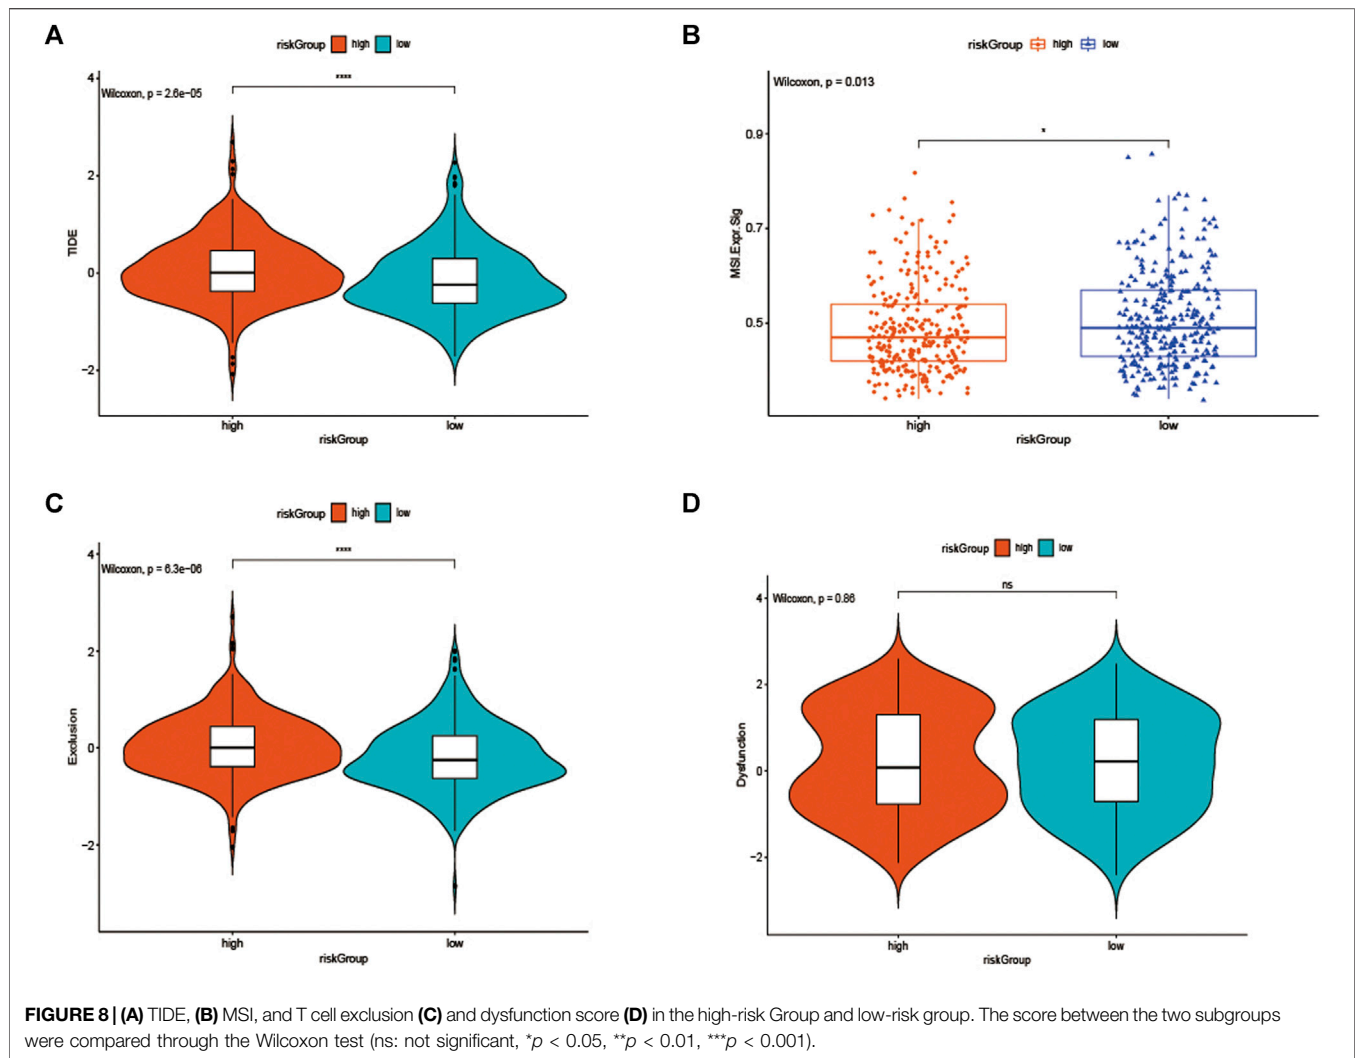 A
riskGroup high low
Wilcoxon, p = 2.6e-05
****
4
2
0
-2
TIDE
high low
riskGroup
B
riskGroup high low
Wilcoxon, p = 0.013
*
0.9
0.7
0.5
MSI.Expr.Sig
high low
riskGroup
C
riskGroup high low
Wilcoxon, p = 6.3e-06
****
4
2
0
-2
Exclusion
high low
riskGroup
D
riskGroup high low
Wilcoxon, p = 0.86
ns
4
2
0
-2
Dysfunction
high low
riskGroup
FIGURE 8 | (A) TIDE, (B) MSI, and T cell exclusion (C) and dysfunction score (D) in the high-risk Group and low-risk group. The score between the two subgroups
were compared through the Wilcoxon test (ns: not significant, *p < 0.05, **p < 0.01, ***p < 0.001).